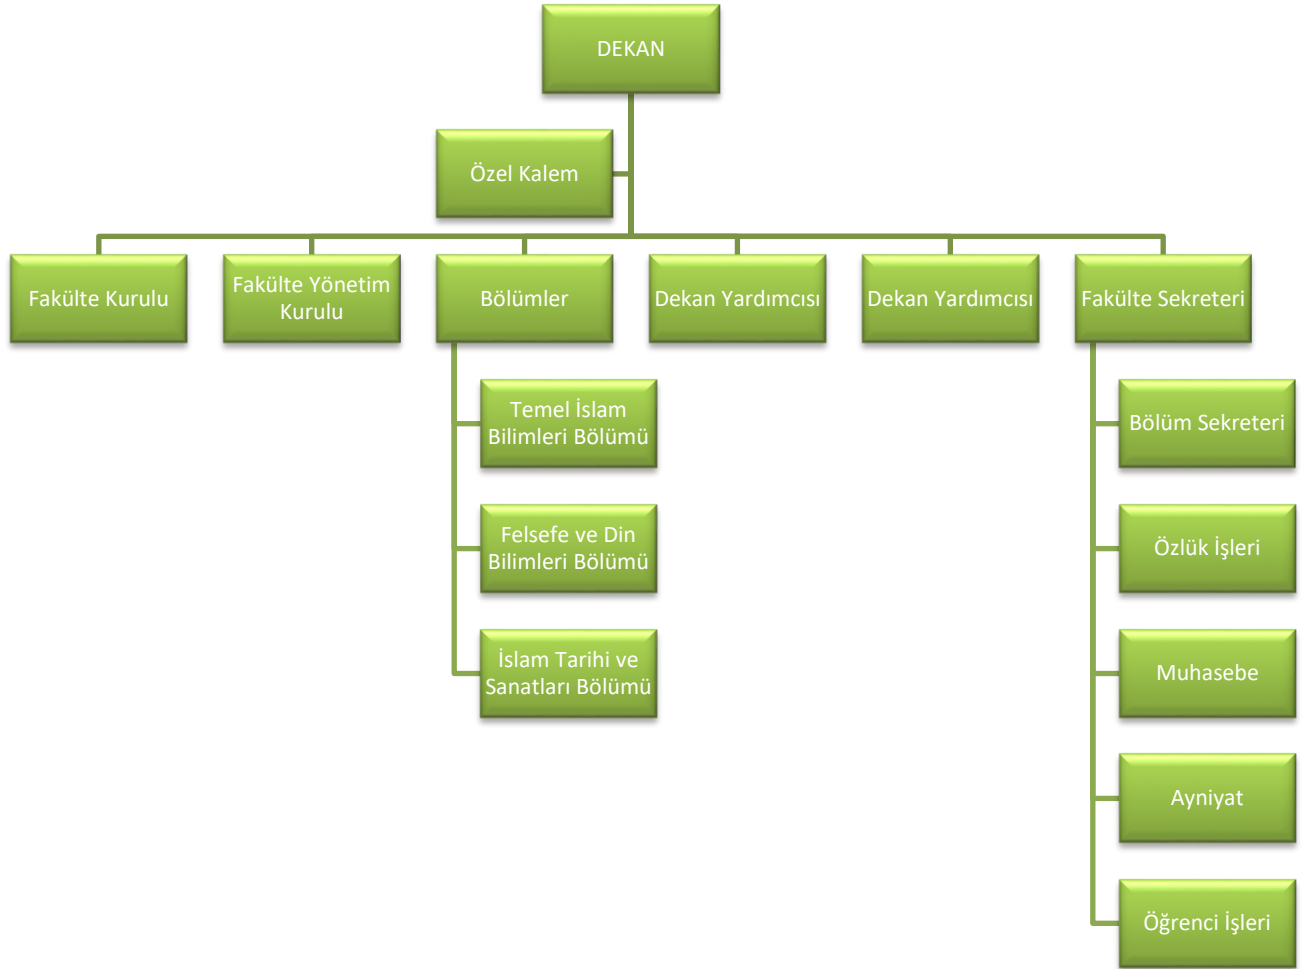 DEKAN
Özel Kalem
Fakülte Kurulu
Fakülte Yönetim
Kurulu
Bölümler
Dekan Yardımcısı
Dekan Yardımcısı
Fakülte Sekreteri
Temel İslam
Bilimleri Bölümü
Felsefe ve Din
Bilimleri Bölümü
İslam Tarihi ve
Sanatları Bölümü
Bölüm Sekreteri
Özlük İşleri
Muhasebe
Ayniyat
Öğrenci İşleri